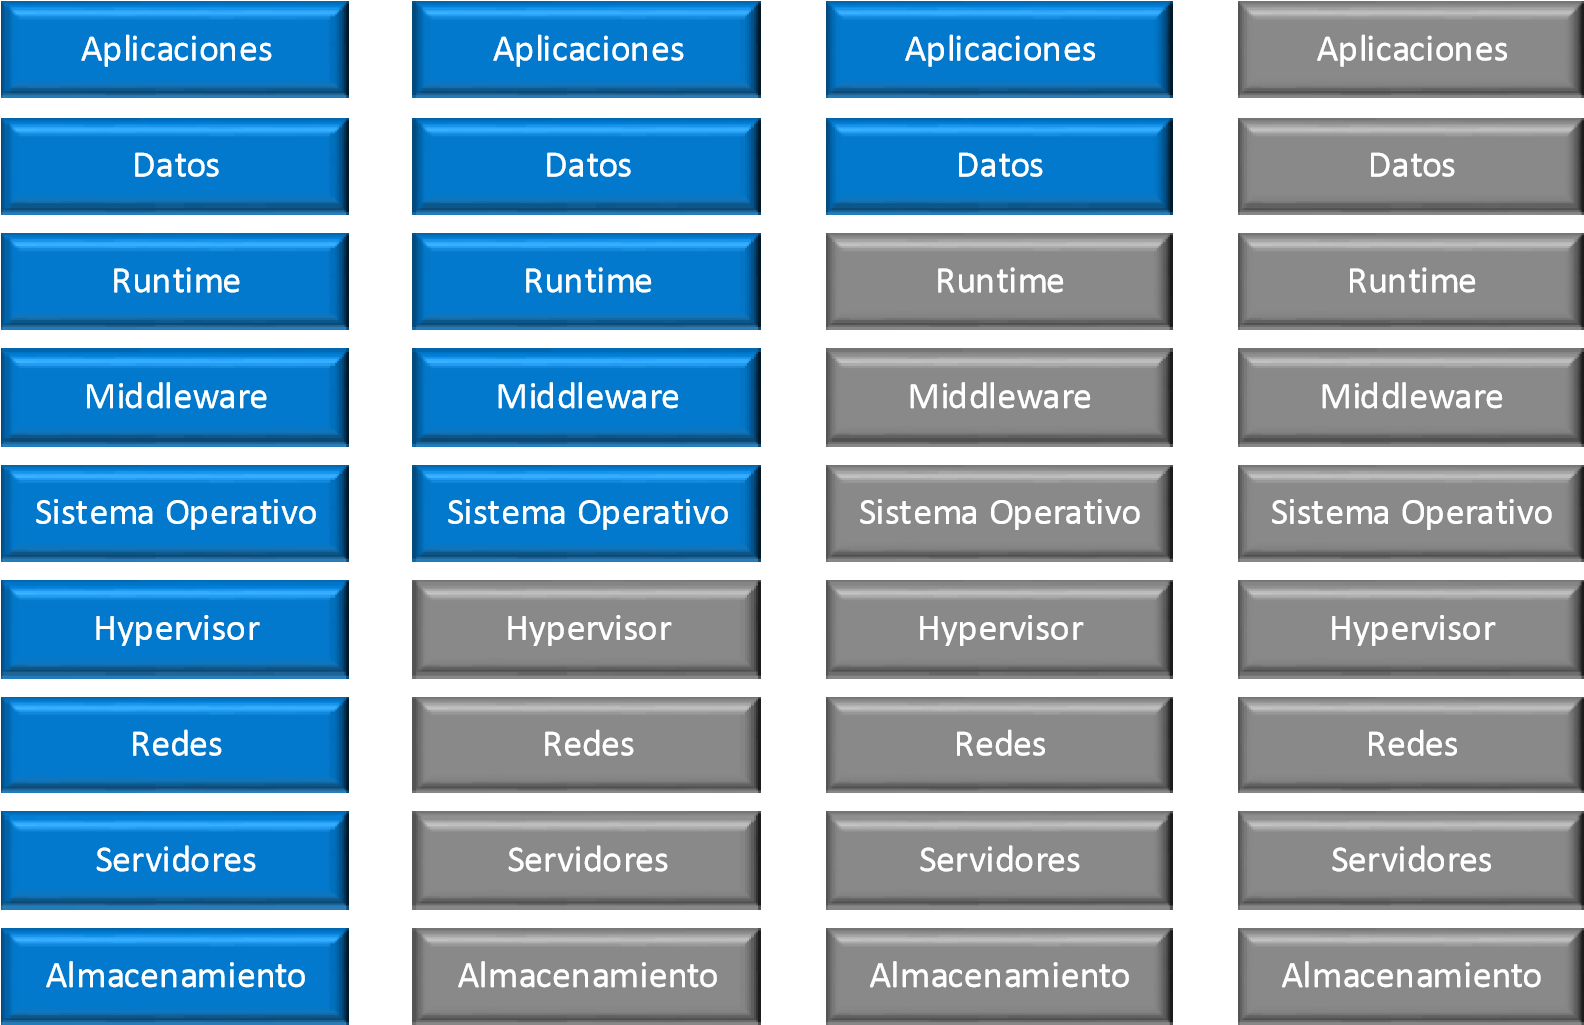 Aplicaciones Aplicaciones Aplicaciones Aplicaciones
Datos Datos Datos Datos
Runtime Runtime Runtime Runtime
Middleware Middleware Middleware Middleware
Sistema Operativo Sistema Operativo Sistema Operativo Sistema Operativo
Hypervisor Hypervisor Hypervisor Hypervisor
Redes Redes Redes Redes
Servidores Servidores Servidores Servidores
Almacenamiento Almacenamiento Almacenamiento Almacenamiento